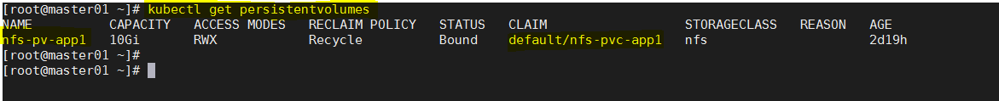 [root@master01 ~]# kubectl get persistentvolumes
NAME CAPACITY ACCESS MODES RECLAIM POLICY STATUS CLAIM STORAGECLASS REASON AGE
nfs-pv-app1 10Gi RWX Recycle Bound default/nfs-pvc-app1 nfs 2d19h
[root@master01 ~]#
[root@master01 ~]#